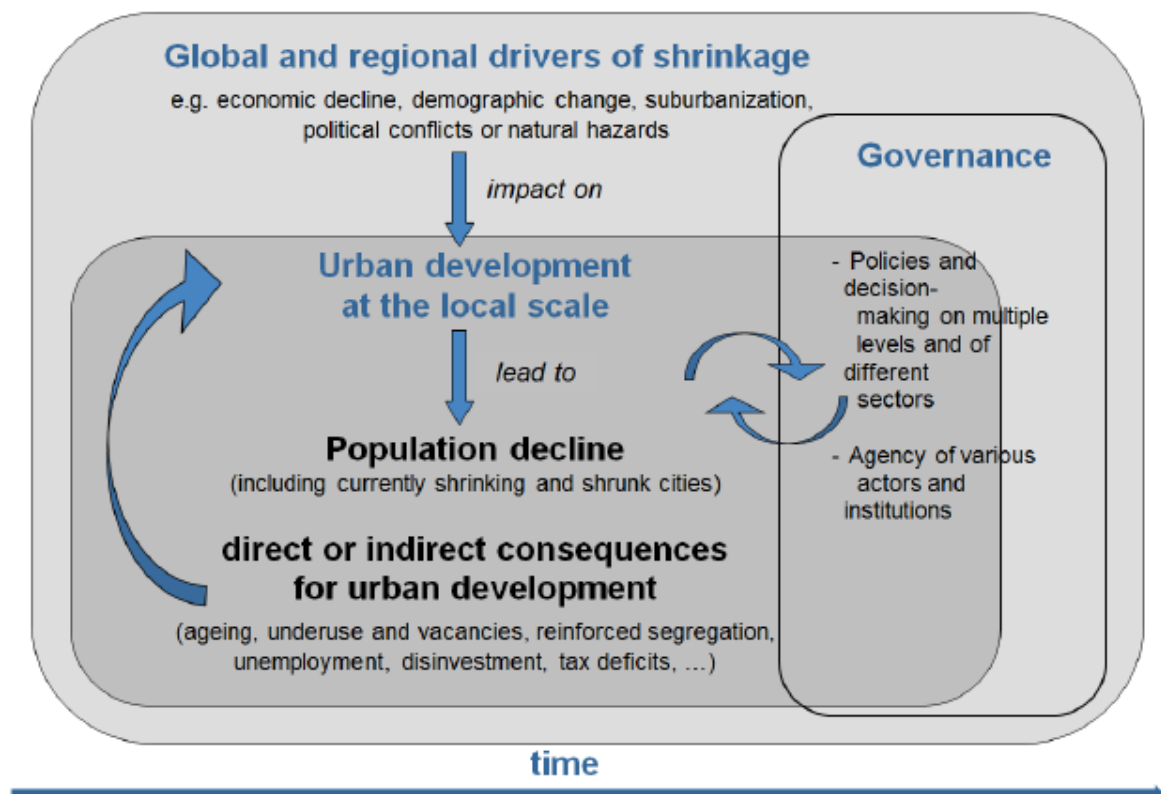 Global and regional drivers of shrinkage
e.g. economic decline, demographic change, suburbanization,
political conflicts or natural hazards
impact on
Urban development
at the local scale
lead to
Population decline
(including currently shrinking and shrunk cities)
direct or indirect consequences
for urban development
(ageing, underuse and vacancies, reinforced segregation,
unemployment, disinvestment, tax deficits, ...)
Governance
- Policies and
decision-
making on multiple
levels and of
different
sectors
- Agency of various
actors and
institutions
time